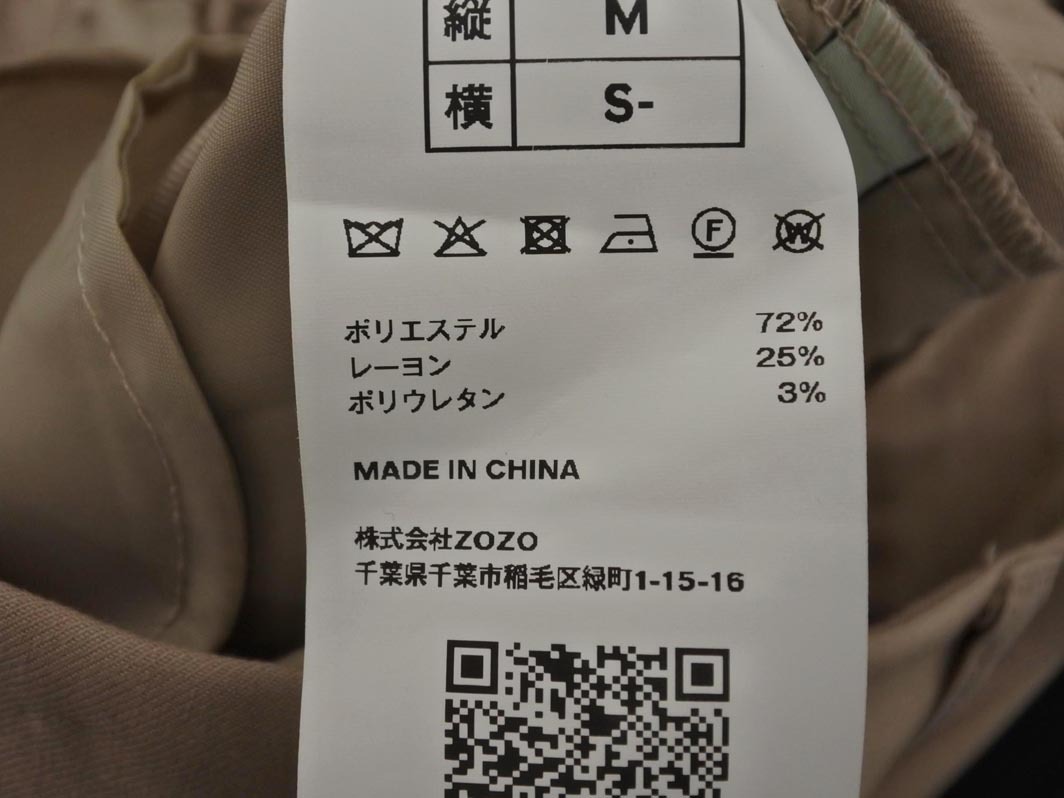 縦 M
横 S-
F W
ポリエステル 72%
レーヨン 25%
ポリウレタン 3%
MADE IN CHINA
株式会社ZOZO
千葉県千葉市稲毛区緑町1-15-16